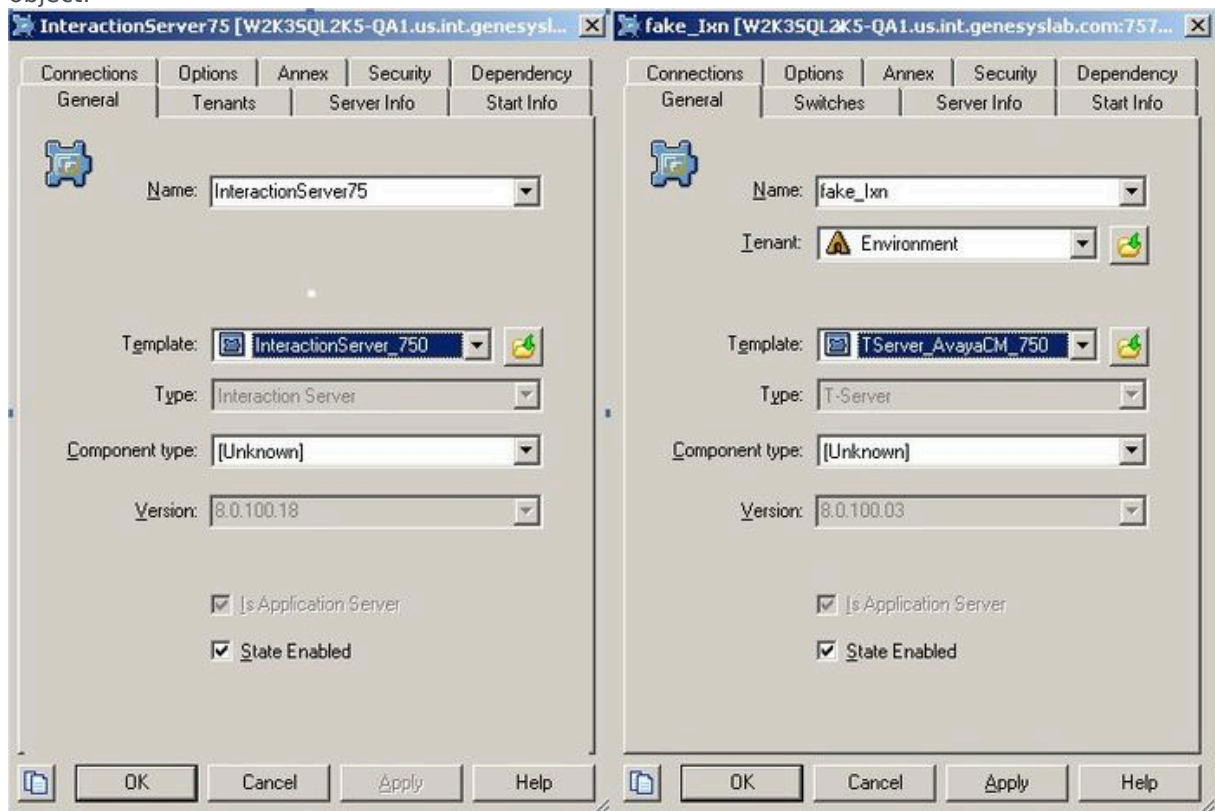 object.
InteractionServer75 [W2K3SQL2K5-QA1.us.int.genesysl...
Connections Options Annex Security Dependency
General Tenants Server Info Start Info
Name: InteractionServer75
Template: InteractionServer_750
Type: Interaction Server
Component type: [Unknown]
Version: 8.0.100.18
Is Application Server
State Enabled
OK Cancel Apply Help
fake_Ixn [W2K3SQL2K5-QA1.us.int.genesyslab.com:757...
Connections Options Annex Security Dependency
General Switches Server Info Start Info
Name: fake_Ixn
Tenant: Environment
Template: TServer_AvayaCM_750
Type: T-Server
Component type: [Unknown]
Version: 8.0.100.03
Is Application Server
State Enabled
OK Cancel Apply Help